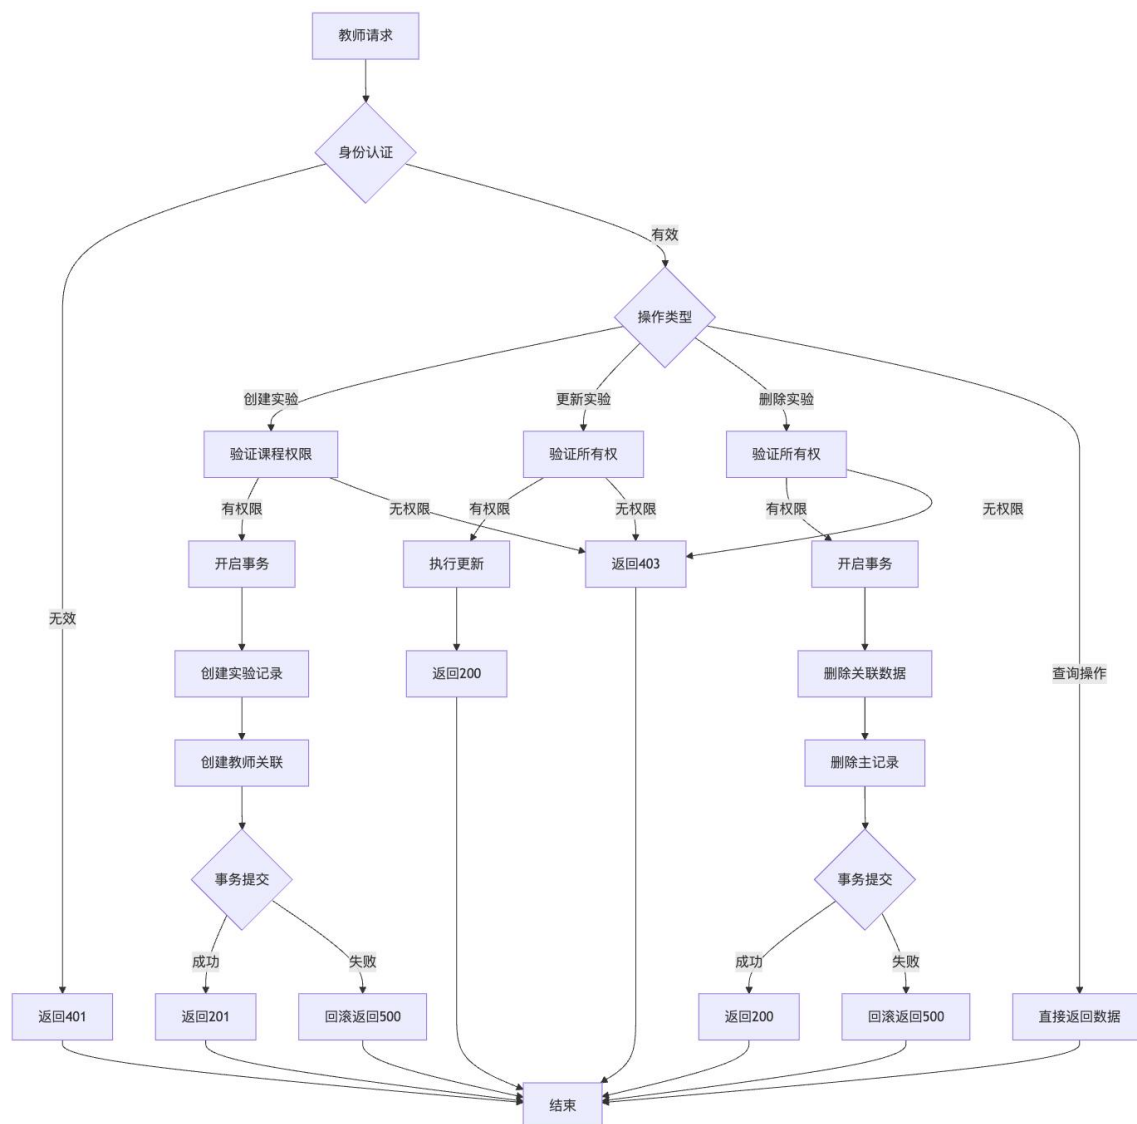 教师请求
身份认证
有效
操作类型
创建实验
更新实验
删除实验
验证课程权限
验证所有权
验证所有权
有权限
无权限
有权限
无权限
有权限
无权限
开启事务
执行更新
返回403
开启事务
无效
创建实验记录
返回200
删除关联数据
查询操作
创建教师关联
删除主记录
事务提交
事务提交
成功
失败
成功
失败
返回401
返回201
回滚返回500
返回200
回滚返回500
直接返回数据
结束